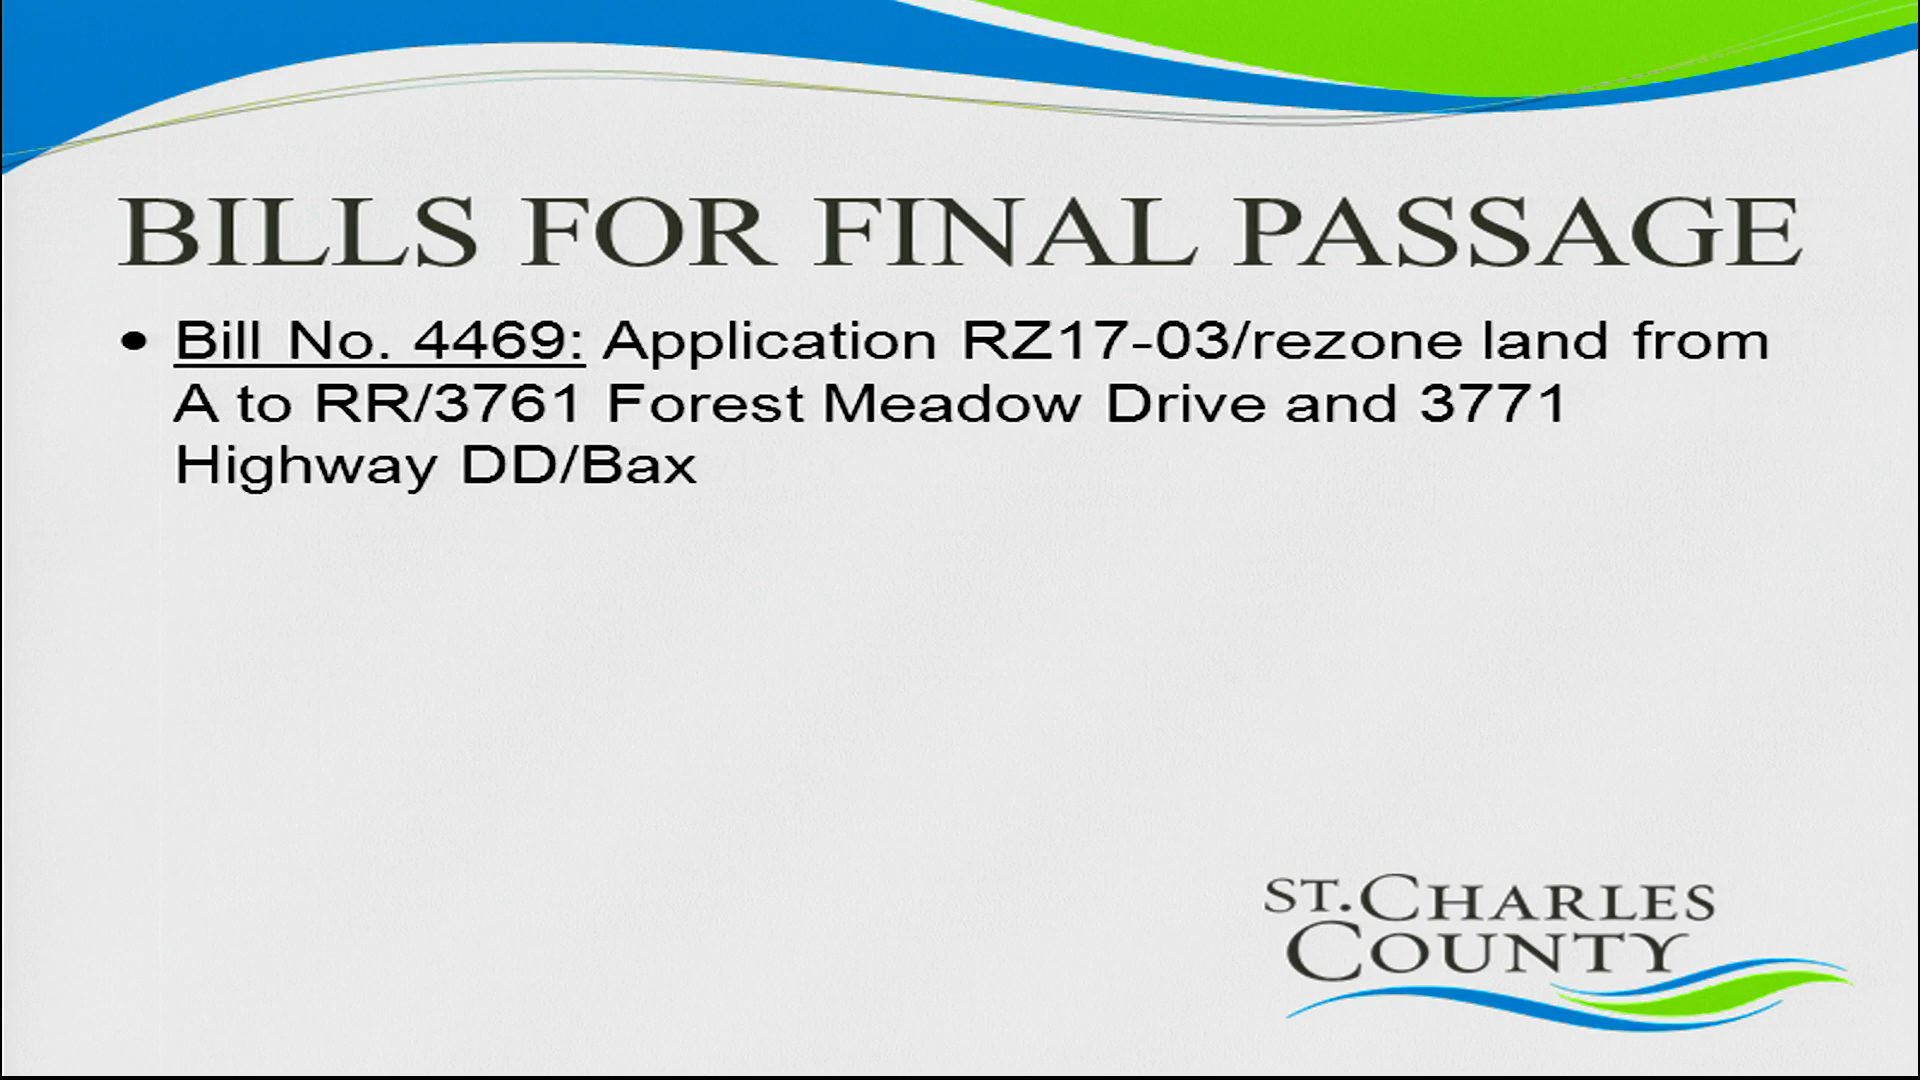 BILLS FOR FINAL PASSAGE
• Bill No. 4469: Application RZ17-03/rezone land from
A to RR/3761 Forest Meadow Drive and 3771
Highway DD/Bax
ST. CHARLES
COUNTY